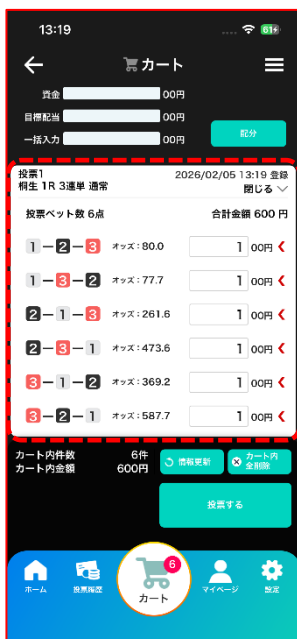 13:19
61
カート
資金 00円
目標配当 00円
一括入力 00円
配分
投票1 2026/02/05 13:19 登録
桐生 1R 3連単 通常 閉じる
投票ベット数 6点 合計金額 600 円
1-2-3 オッズ:80.0 1 00円
1-3-2 オッズ:77.7 1 00円
2-1-3 オッズ:261.6 1 00円
2-3-1 オッズ:473.6 1 00円
3-1-2 オッズ:369.2 1 00円
3-2-1 オッズ:587.7 1 00円
カート内件数 6件
カート内金額 600円
情報更新
カート内
全削除
投票する
6
ホーム 投票履歴 カート マイページ 設定